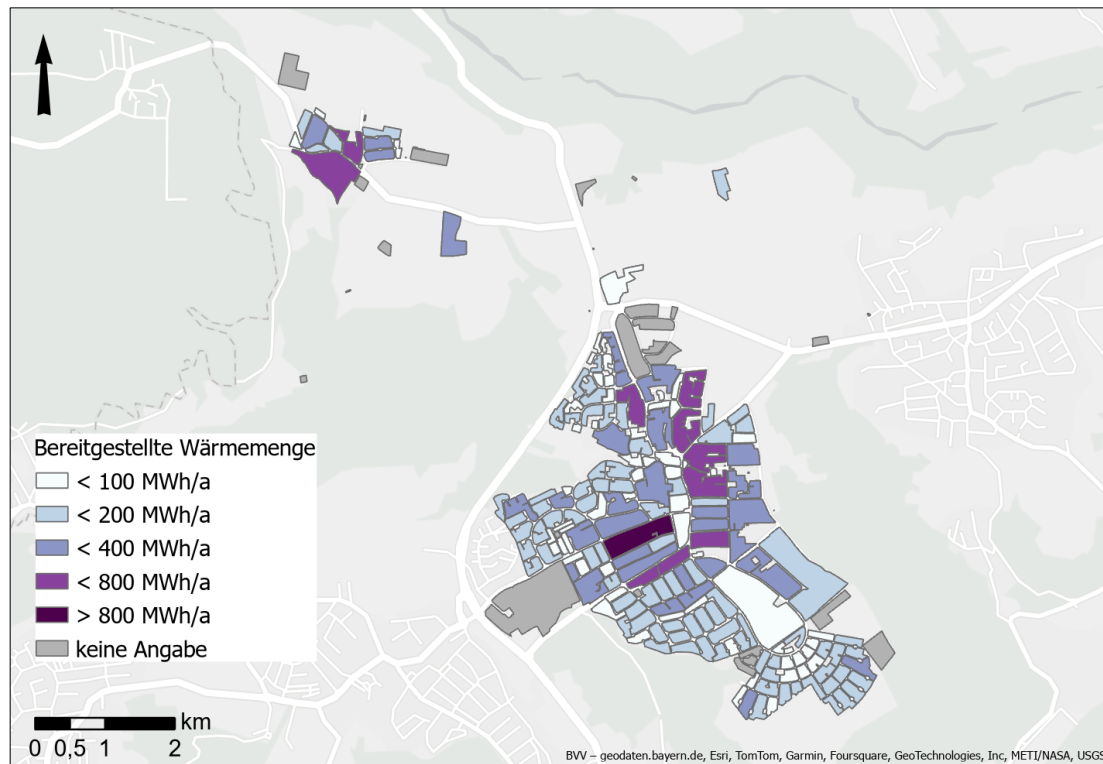 Bereitgestellte Wärmemenge
< 100 MWh/a
< 200 MWh/a
< 400 MWh/a
< 800 MWh/a
> 800 MWh/a
keine Angabe
km
0 0,5 1 2
BVV – geodaten.bayern.de, Esri, TomTom, Garmin, Foursquare, GeoTechnologies, Inc, METI/NASA, USGS